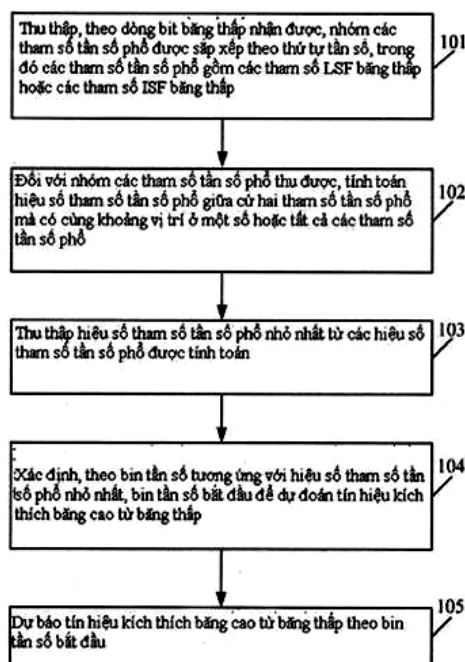 Thu thập, theo dòng bit băng thấp nhận được, nhóm các
tham số tần số phổ được sắp xếp theo thứ tự tần số, trong
đó các tham số tần số phổ gồm các tham số LSF băng thấp
hoặc các tham số ISF băng thấp
101
Đối với nhóm các tham số tần số phổ thu được, tính toán
hiệu số tham số tần số phổ giữa cứ hai tham số tần số phổ
mà có cùng khoảng vị trí ở một số hoặc tất cả các tham số
tần số phổ
102
Thu thập hiệu số tham số tần số phổ nhỏ nhất từ các hiệu số
tham số tần số phổ được tính toán
103
Xác định, theo bin tần số tương ứng với hiệu số tham số tần
số phổ nhỏ nhất, bin tần số bắt đầu để dự đoán tín hiệu kích
thích băng cao từ băng thấp
104
Dự báo tín hiệu kích thích băng cao từ băng thấp theo bin
tần số bắt đầu
105